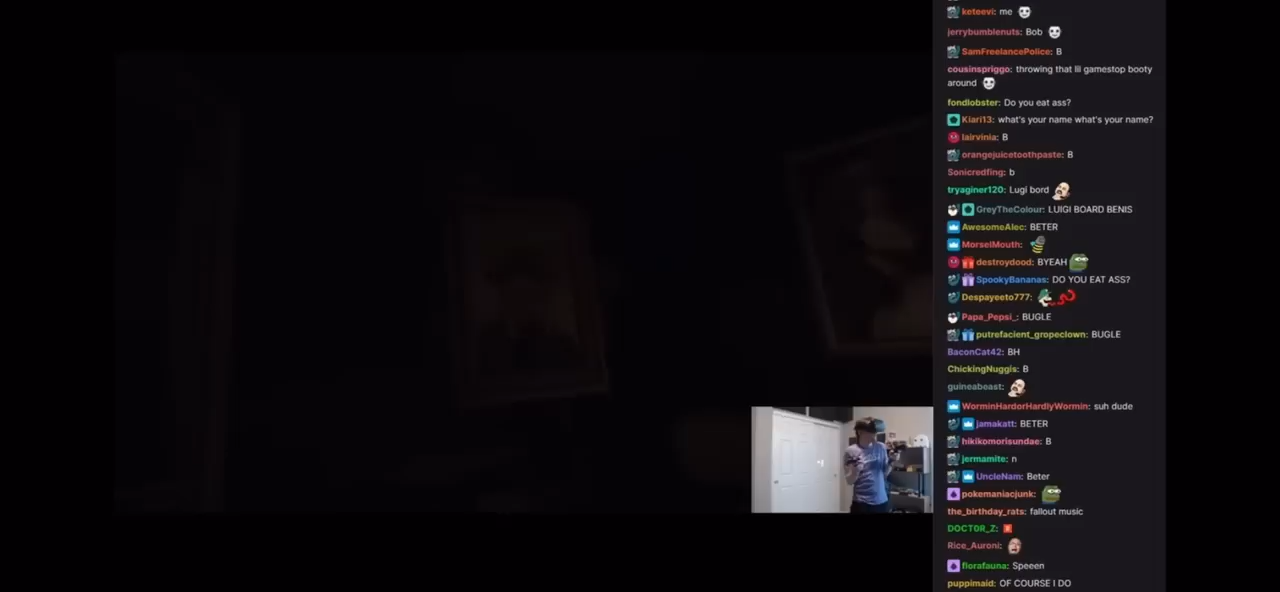 keteevi: me
jerrybumblenuts: Bob
SamFreelancePolice: B
cousinspriggo: throwing that lil gamestop booty
around
fondlobster: Do you eat ass?
Kiari13: what's your name what's your name?
lairvinia: B
orangejuicetoothpaste: B
Sonicredfing: b
tryaginer120: Lugi bord
GreyTheColour: LUIGI BOARD BENIS
AwesomeAlec: BETER
MorselMouth:
destroydood: BYEAH
SpookyBananas: DO YOU EAT ASS?
Despayeeto777:
Papa_Pepsi_: BUGLE
putrefacient_gropeclown: BUGLE
BaconCat42: BH
ChickingNuggis: B
guineabeast:
WorminHardorHardlyWormin: suh dude
jamakatt: BETER
hikikomorisundae: B
jermamite: n
UncleNam: Beter
pokemaniacjunk:
the_birthday_rats: fallout music
DOCT0R_Z:
Rice_Auroni:
florafauna: Speeen
puppimaid: OF COURSE I DO